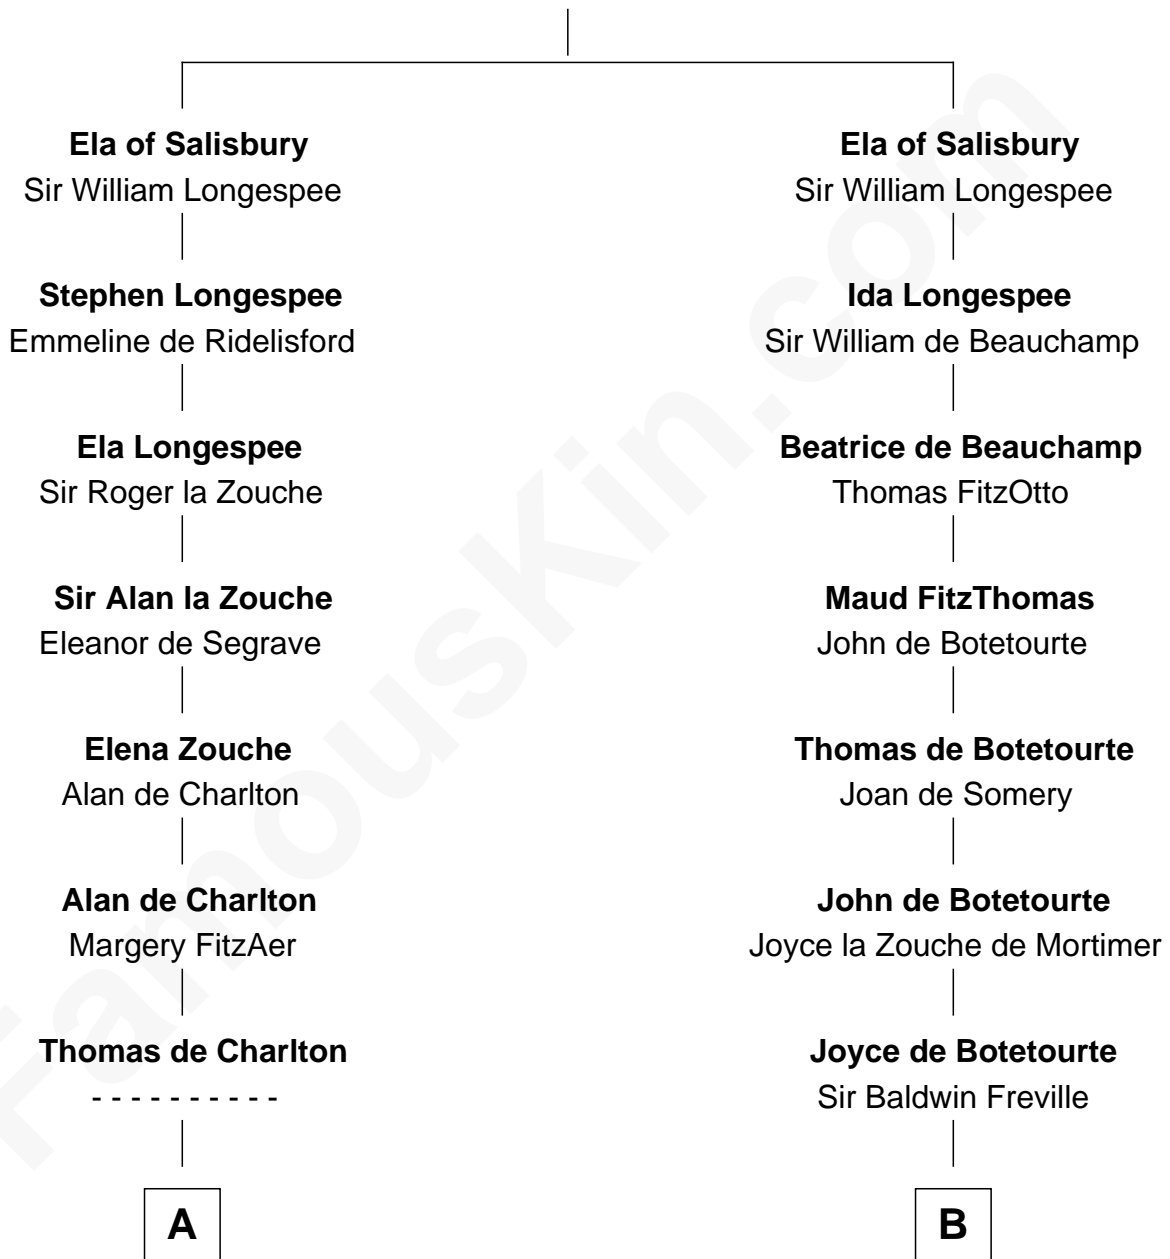 Ela of Salisbury
Sir William Longespee
Stephen Longespee
Emmeline de Ridelisford
Ela Longespee
Sir Roger la Zouche
Sir Alan la Zouche
Eleanor de Segrave
Elena Zouche
Alan de Charlton
Alan de Charlton
Margery FitzAer
Thomas de Charlton
- - - - - - - - - -
A
Ela of Salisbury
Sir William Longespee
Ida Longespee
Sir William de Beauchamp
Beatrice de Beauchamp
Thomas FitzOtto
Maud FitzThomas
John de Botetourte
Thomas de Botetourte
Joan de Somery
John de Botetourte
Joyce la Zouche de Mortimer
Joyce de Botetourte
Sir Baldwin Freville
B
FamousKin.com